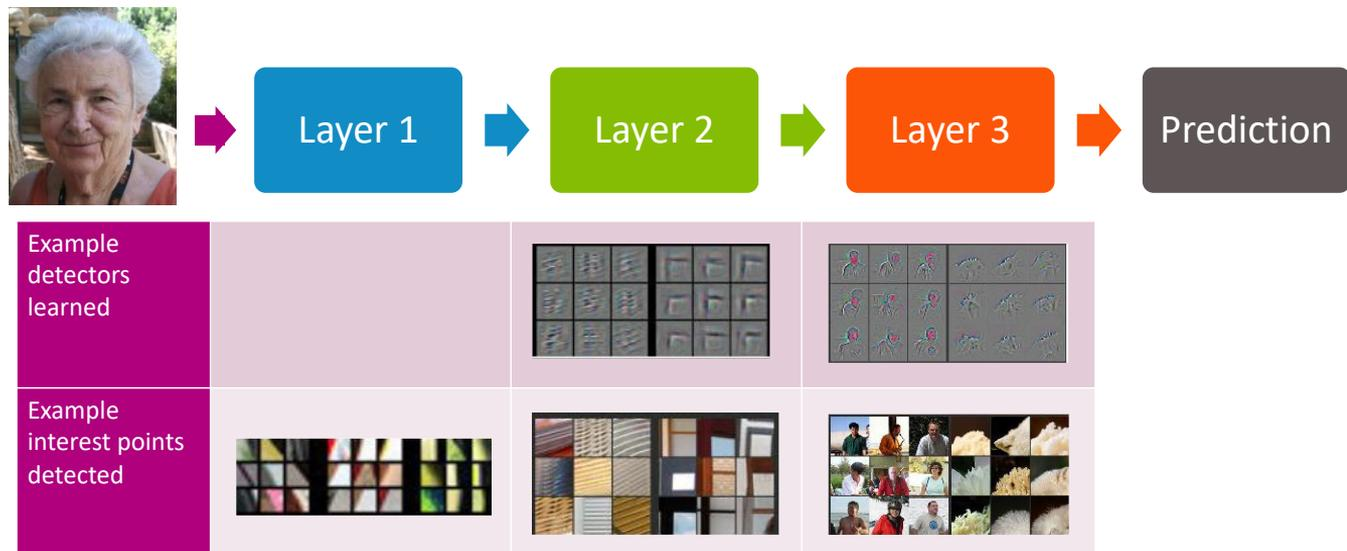 Layer 1
Layer 2
Layer 3
Prediction
Example
detectors
learned
Example
interest points
detected